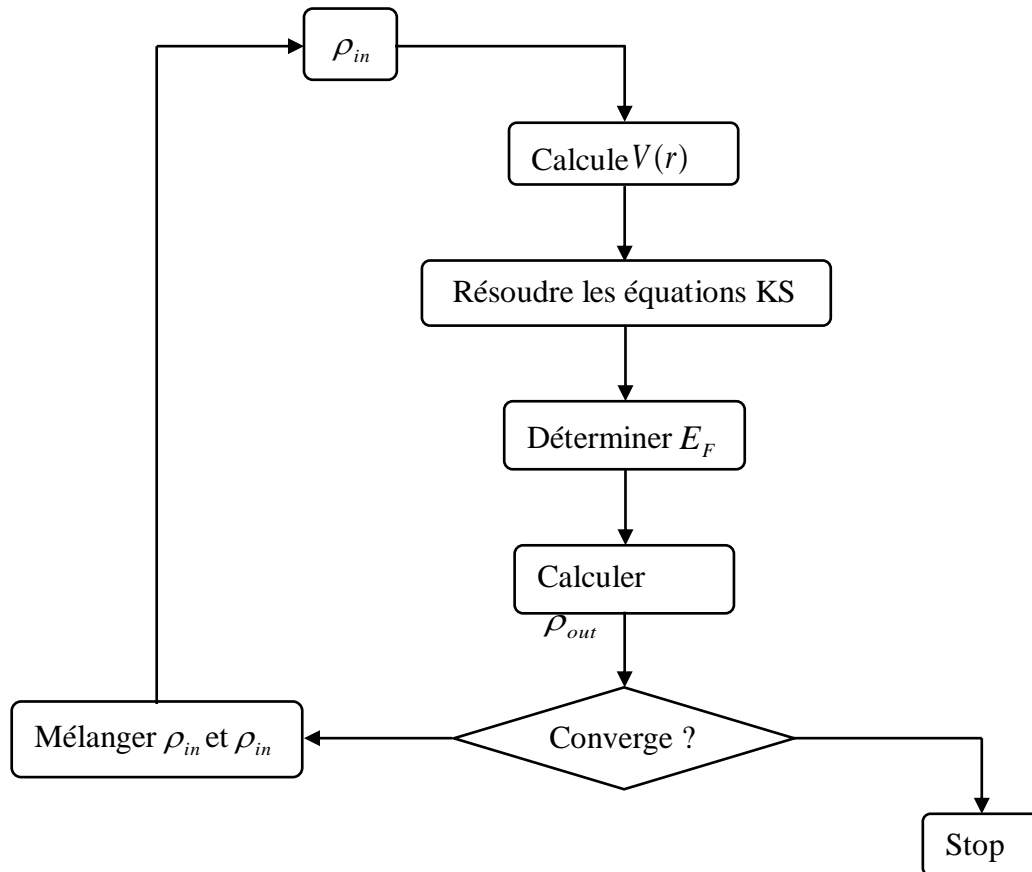 ρ_in
Calcule V(r)
Résoudre les équations KS
Déterminer E_F
Calculer
ρ_out
Converge ?
Mélanger ρ_in et ρ_in
Stop